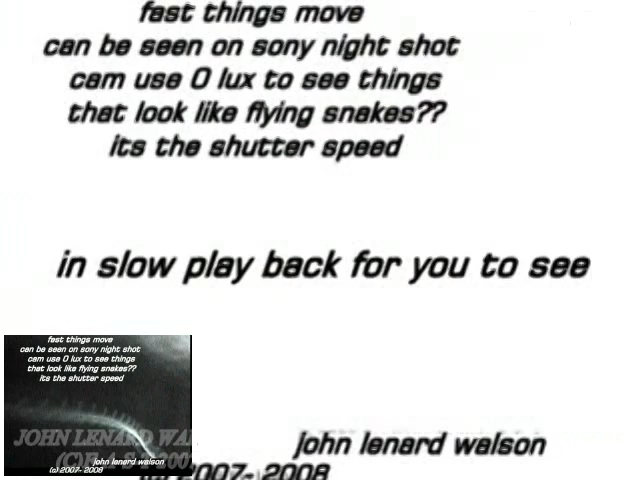 fast things move
can be seen on sony night shot
cam use 0 lux to see things
that look like flying snakes??
its the shutter speed
in slow play back for you to see
fast things move
can be seen on sony night shot
cam use 0 lux to see things
that look like flying snakes??
its the shutter speed
JOHN LENARD WA
john lenard walson
(c) 2007- 2008
john lenard walson
(c) 2007- 2008